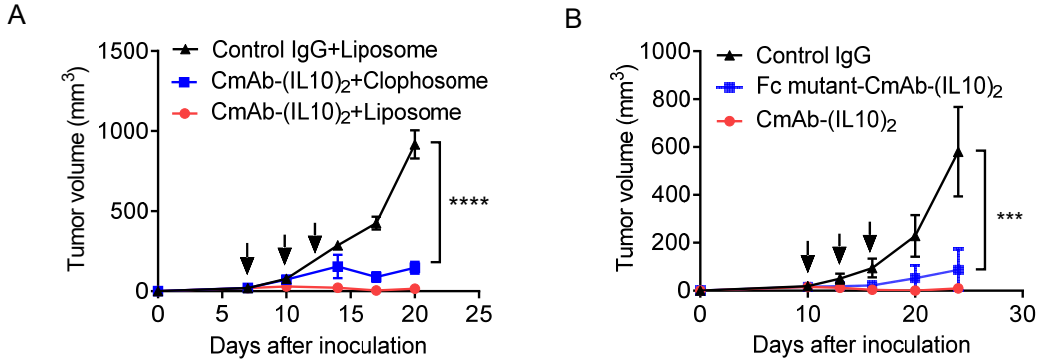 A
1500
1000
500
0
Tumor volume (mm³)
Control IgG+Liposome
CmAb-(IL10)₂+Clophosome
CmAb-(IL10)₂+Liposome
****
0 5 10 15 20 25
Days after inoculation
B
1000
800
600
400
200
0
Tumor volume (mm³)
Control IgG
Fc mutant-CmAb-(IL10)₂
CmAb-(IL10)₂
***
0 10 20 30
Days after inoculation